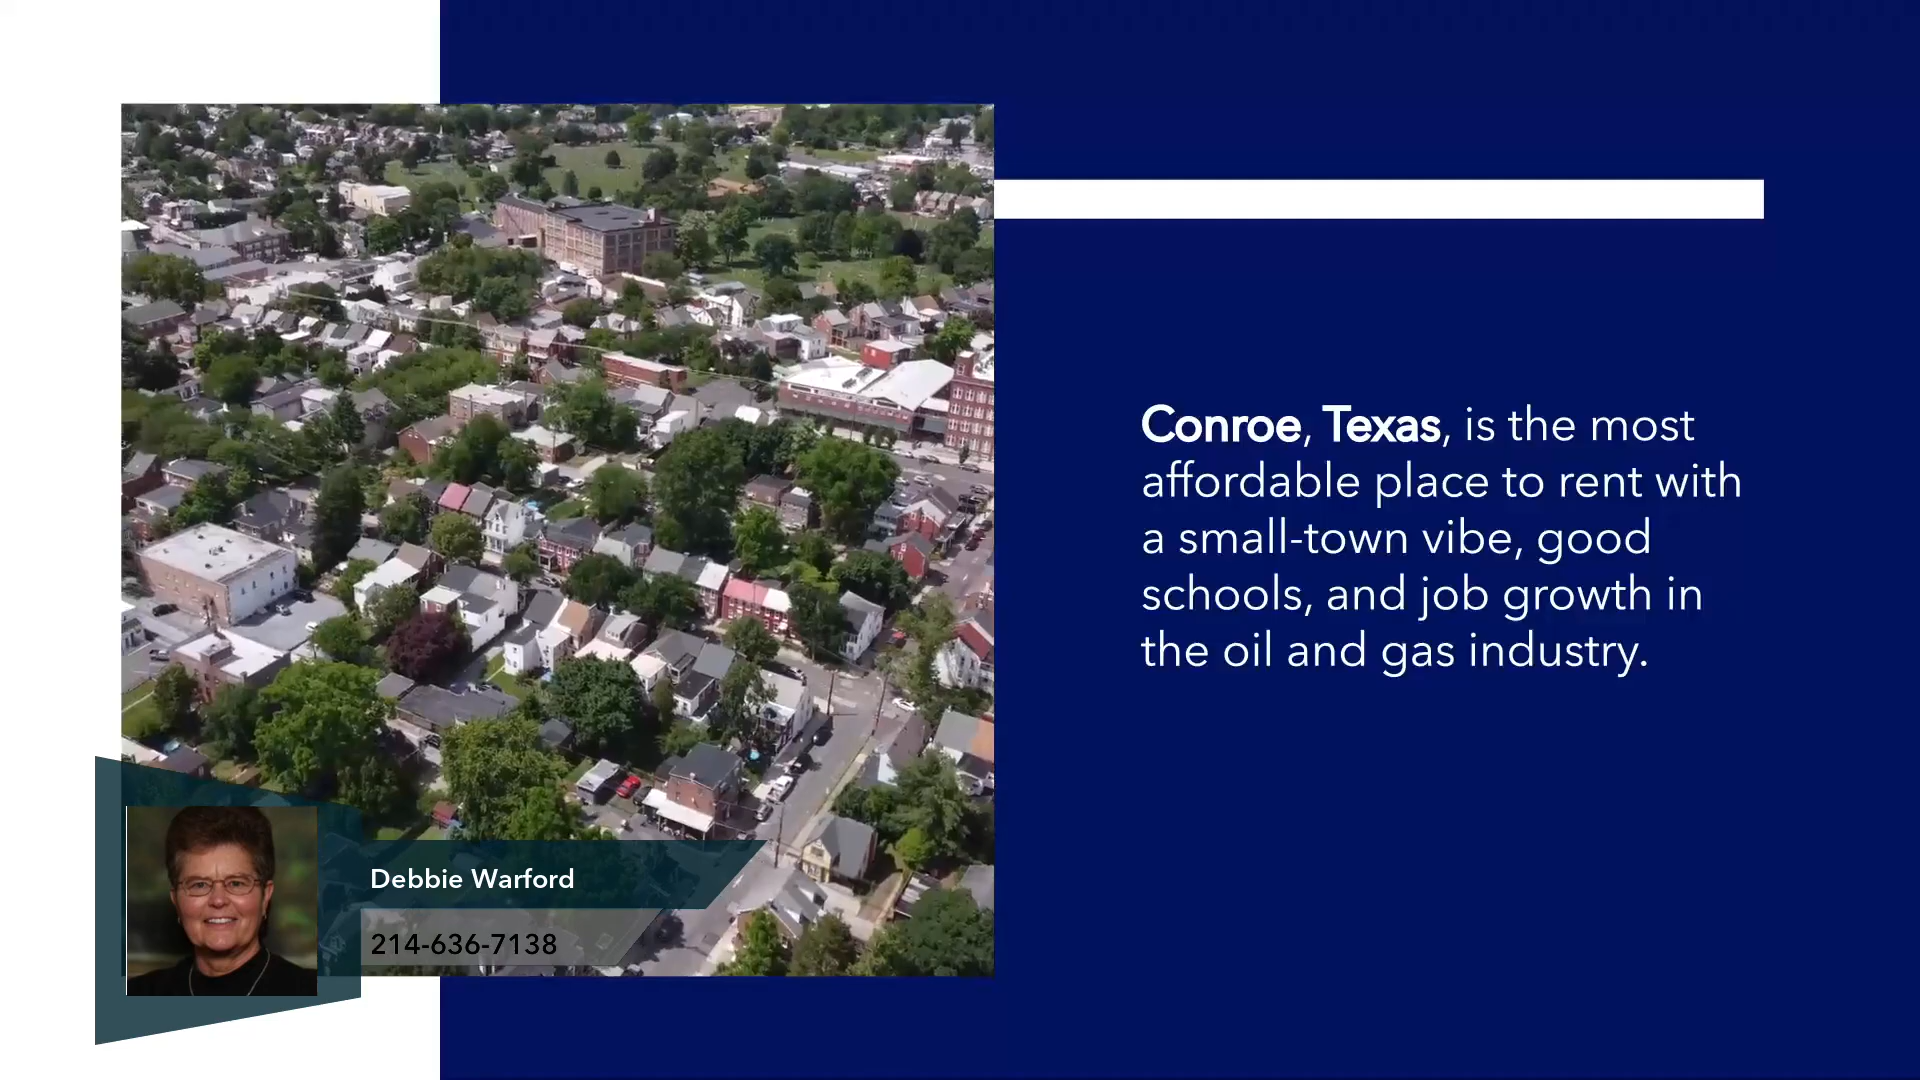 Conroe, Texas, is the most
affordable place to rent with
a small-town vibe, good
schools, and job growth in
the oil and gas industry.
Debbie Warford
214-636-7138